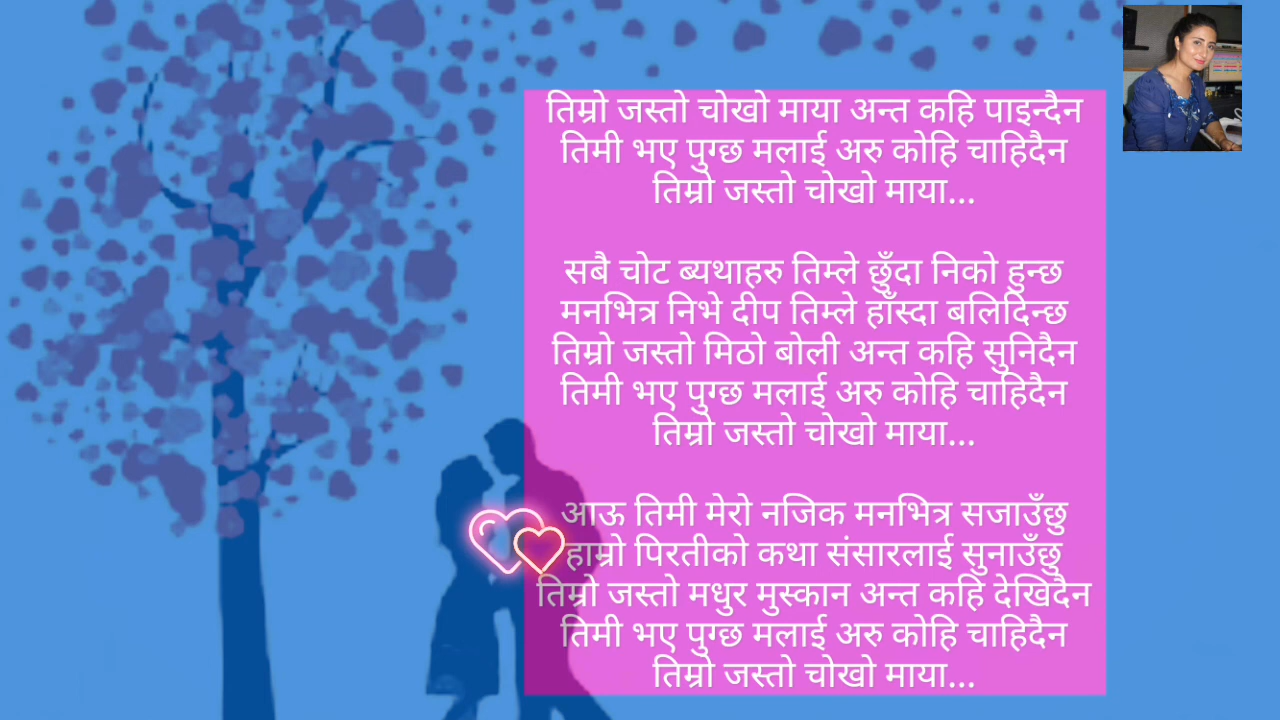 तिम्रो जस्तो चोखो माया अन्त कहि पाइन्दैन
तिमी भए पुग्छ मलाई अरु कोहि चाहिदैन
तिम्रो जस्तो चोखो माया...
सबै चोट ब्यथाहरु तिम्ले छुँदा निको हुन्छ
मनभित्र निभे दीप तिम्ले हाँस्दा बलिदिन्छ
तिम्रो जस्तो मिठो बोली अन्त कहि सुनिदैन
तिमी भए पुग्छ मलाई अरु कोहि चाहिदैन
तिम्रो जस्तो चोखो माया...
आऊ तिमी मेरो नजिक मनभित्र सजाउँछु
हाम्रो पिरतीको कथा संसारलाई सुनाउँछु
तिम्रो जस्तो मधुर मुस्कान अन्त कहि देखिदैन
तिमी भए पुग्छ मलाई अरु कोहि चाहिदैन
तिम्रो जस्तो चोखो माया...